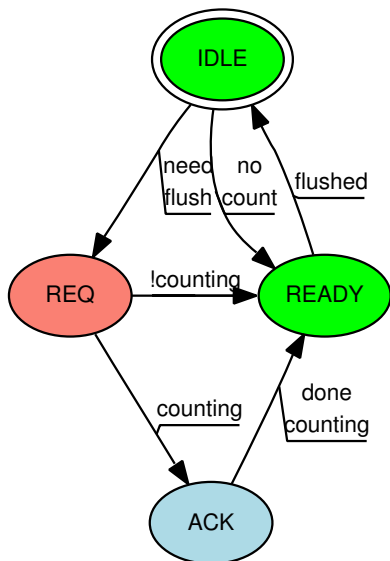 IDLE
need
flush
no
count
flushed
REQ
!counting
READY
counting
done
counting
ACK